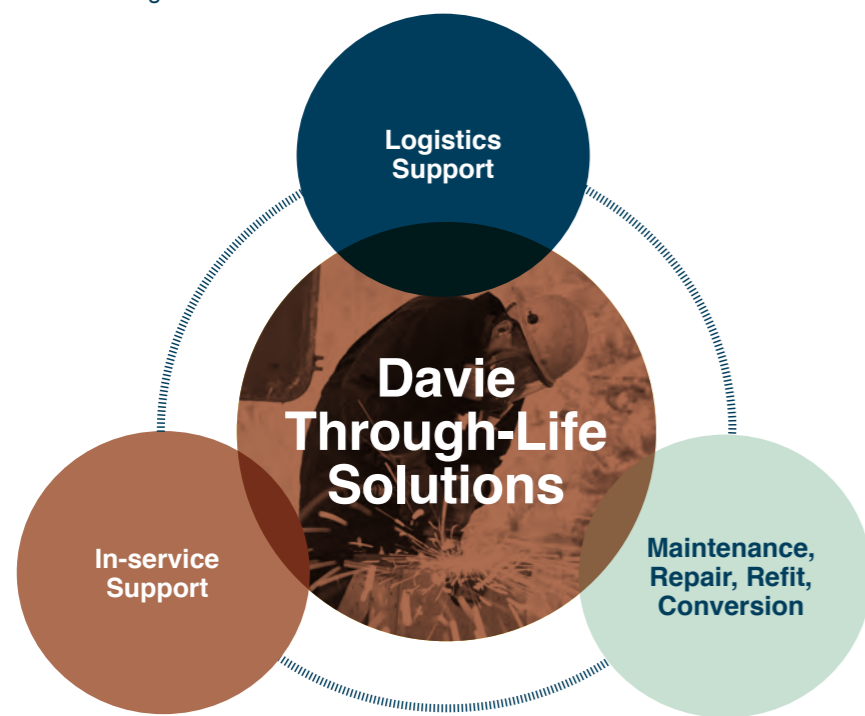 Logistics
Support
Davie
Through-Life
Solutions
In-service
Support
Maintenance,
Repair, Refit,
Conversion